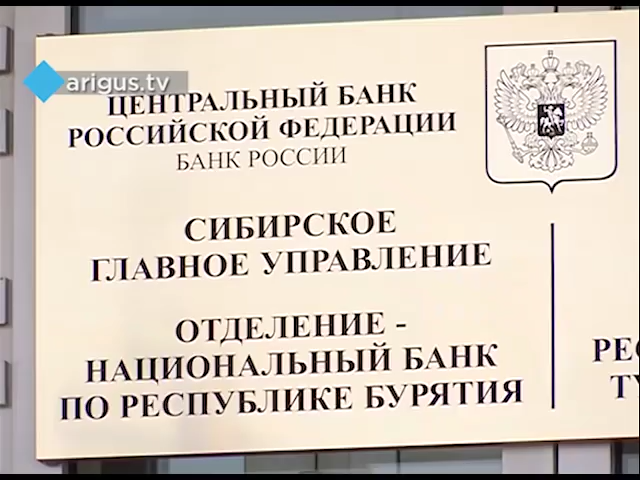 arigus.tv
ЦЕНТРАЛЬНЫЙ БАНК
РОССИЙСКОЙ ФЕДЕРАЦИИ
БАНК РОССИИ
СИБИРСКОЕ
ГЛАВНОЕ УПРАВЛЕНИЕ
ОТДЕЛЕНИЕ -
НАЦИОНАЛЬНЫЙ БАНК
ПО РЕСПУБЛИКЕ БУРЯТИЯ